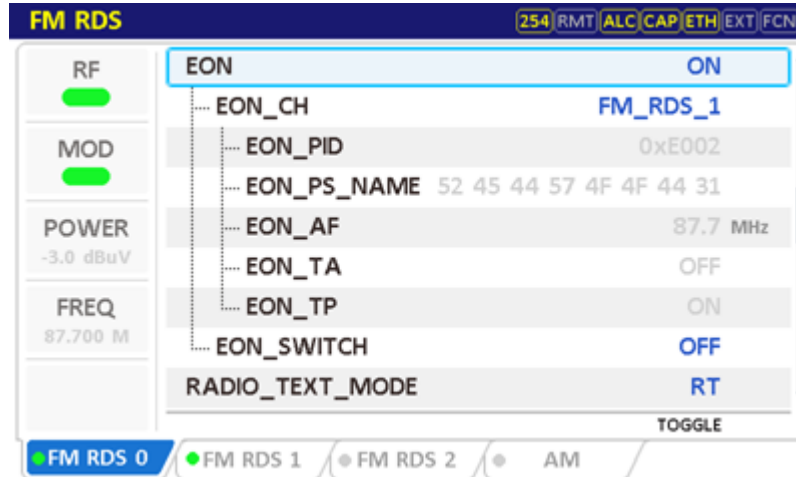 FM RDS 254 RMT ALC CAP ETH EXT FCN
RF
MOD
POWER
-3.0 dBuV
FREQ
87.700 M
EON ON
EON_CH FM_RDS_1
EON_PID 0xE002
EON_PS_NAME 52 45 44 57 4F 4F 44 31
EON_AF 87.7 MHz
EON_TA OFF
EON_TP ON
EON_SWITCH OFF
RADIO_TEXT_MODE RT
TOGGLE
FM RDS 0 FM RDS 1 FM RDS 2 AM